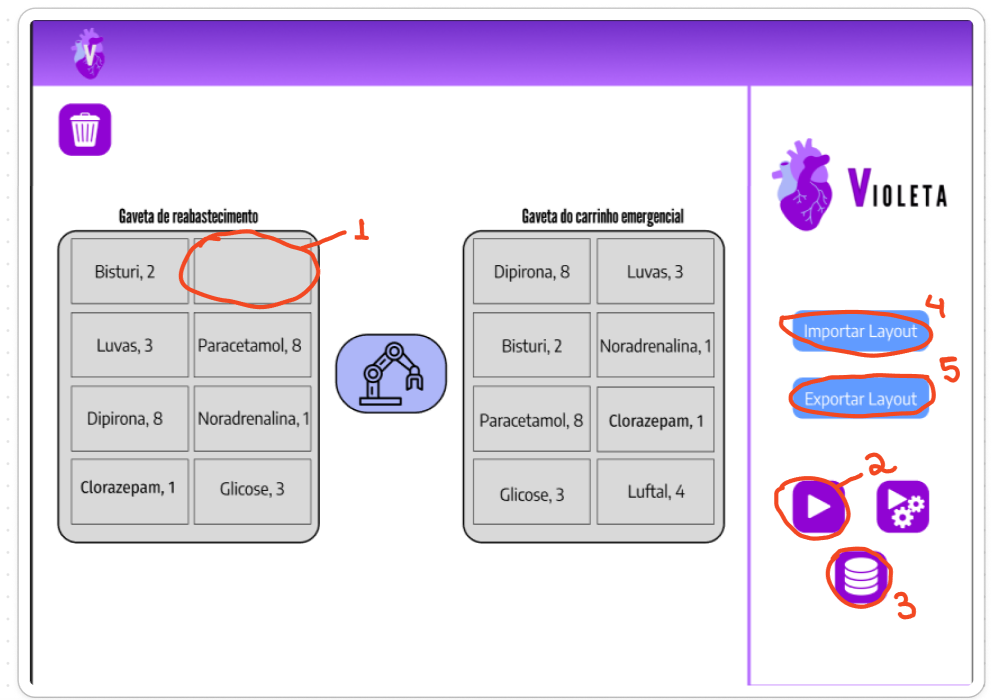 V
Gaveta de reabastecimento
1
Bisturi, 2
Luvas, 3
Paracetamol, 8
Dipirona, 8
Noradrenalina, 1
Clorazepam, 1
Glicose, 3
Gaveta do carrinho emergencial
Dipirona, 8
Luvas, 3
Bisturi, 2
Noradrenalina, 1
Paracetamol, 8
Clorazepam, 1
Glicose, 3
Luftal, 4
VIOLETA
4
Importar Layout
5
Exportar Layout
2
3